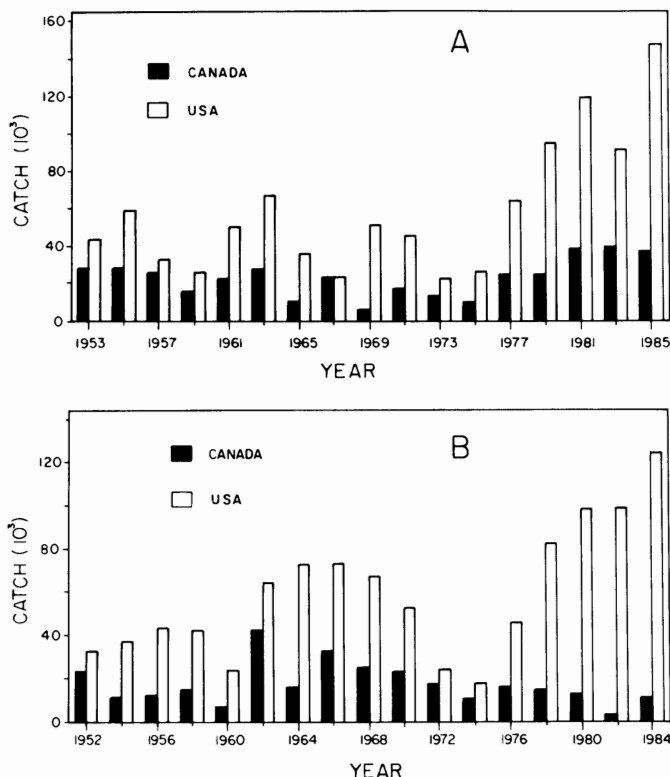 A
CANADA
USA
CATCH (10³)
160
120
80
40
0
1953 1957 1961 1965 1969 1973 1977 1981 1985
YEAR
B
CANADA
USA
CATCH (10³)
120
80
40
0
1952 1956 1960 1964 1968 1972 1976 1980 1984
YEAR